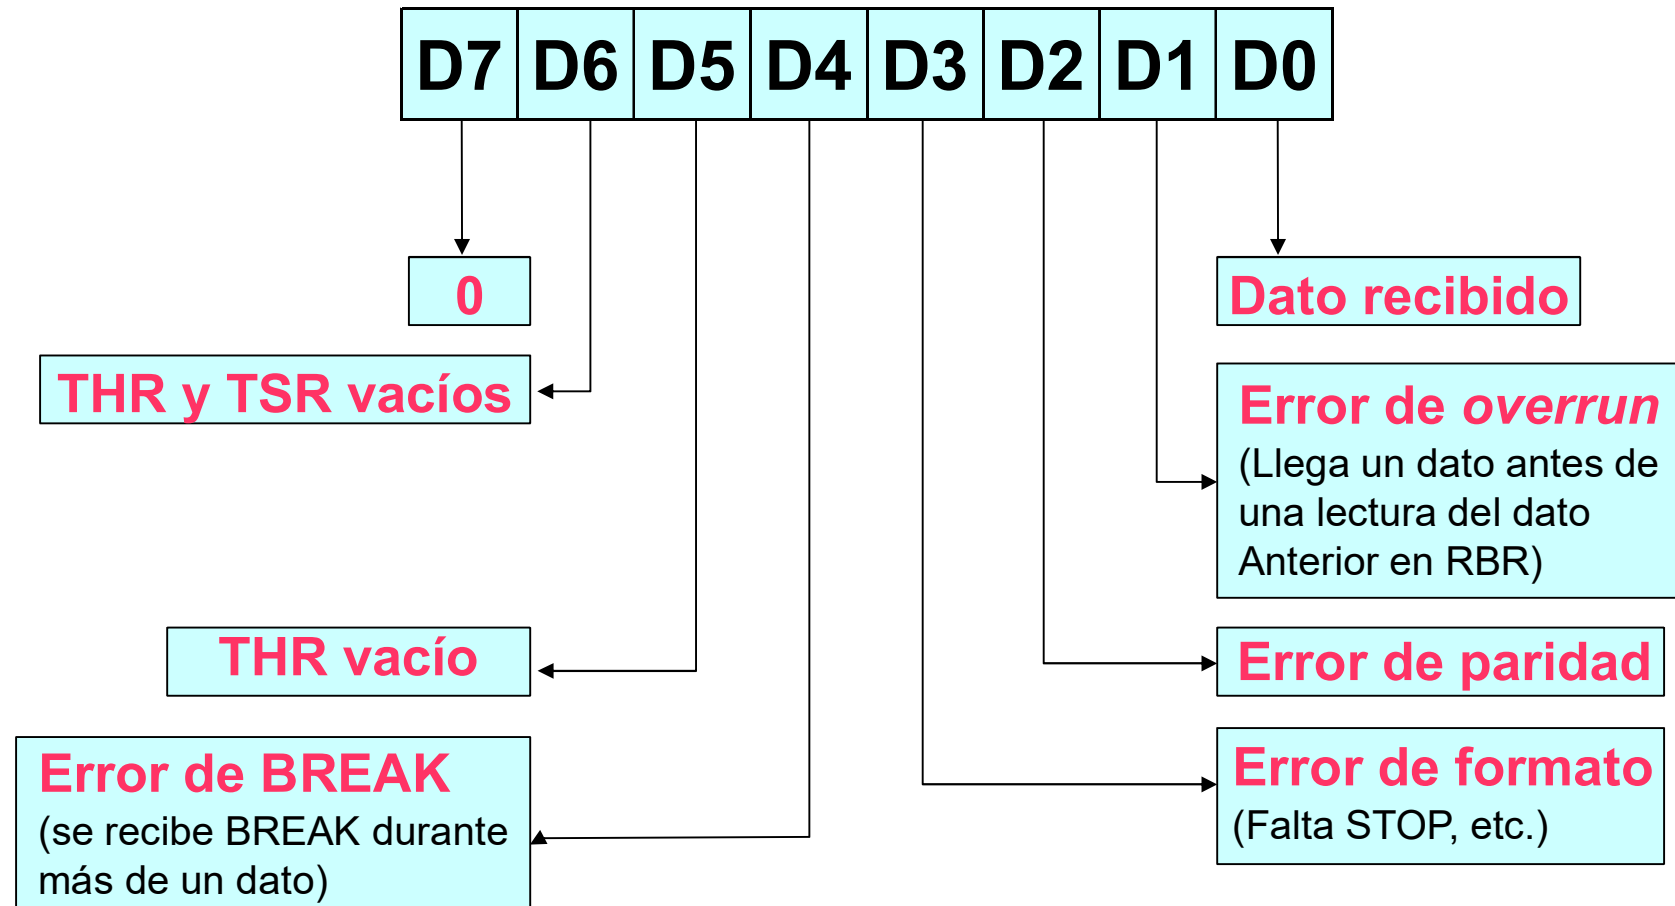 D7 D6 D5 D4 D3 D2 D1 D0
0
Dato recibido
THR y TSR vacíos
Error de overrun
(Llega un dato antes de
una lectura del dato
Anterior en RBR)
THR vacío
Error de paridad
Error de BREAK
(se recibe BREAK durante
más de un dato)
Error de formato
(Falta STOP, etc.)